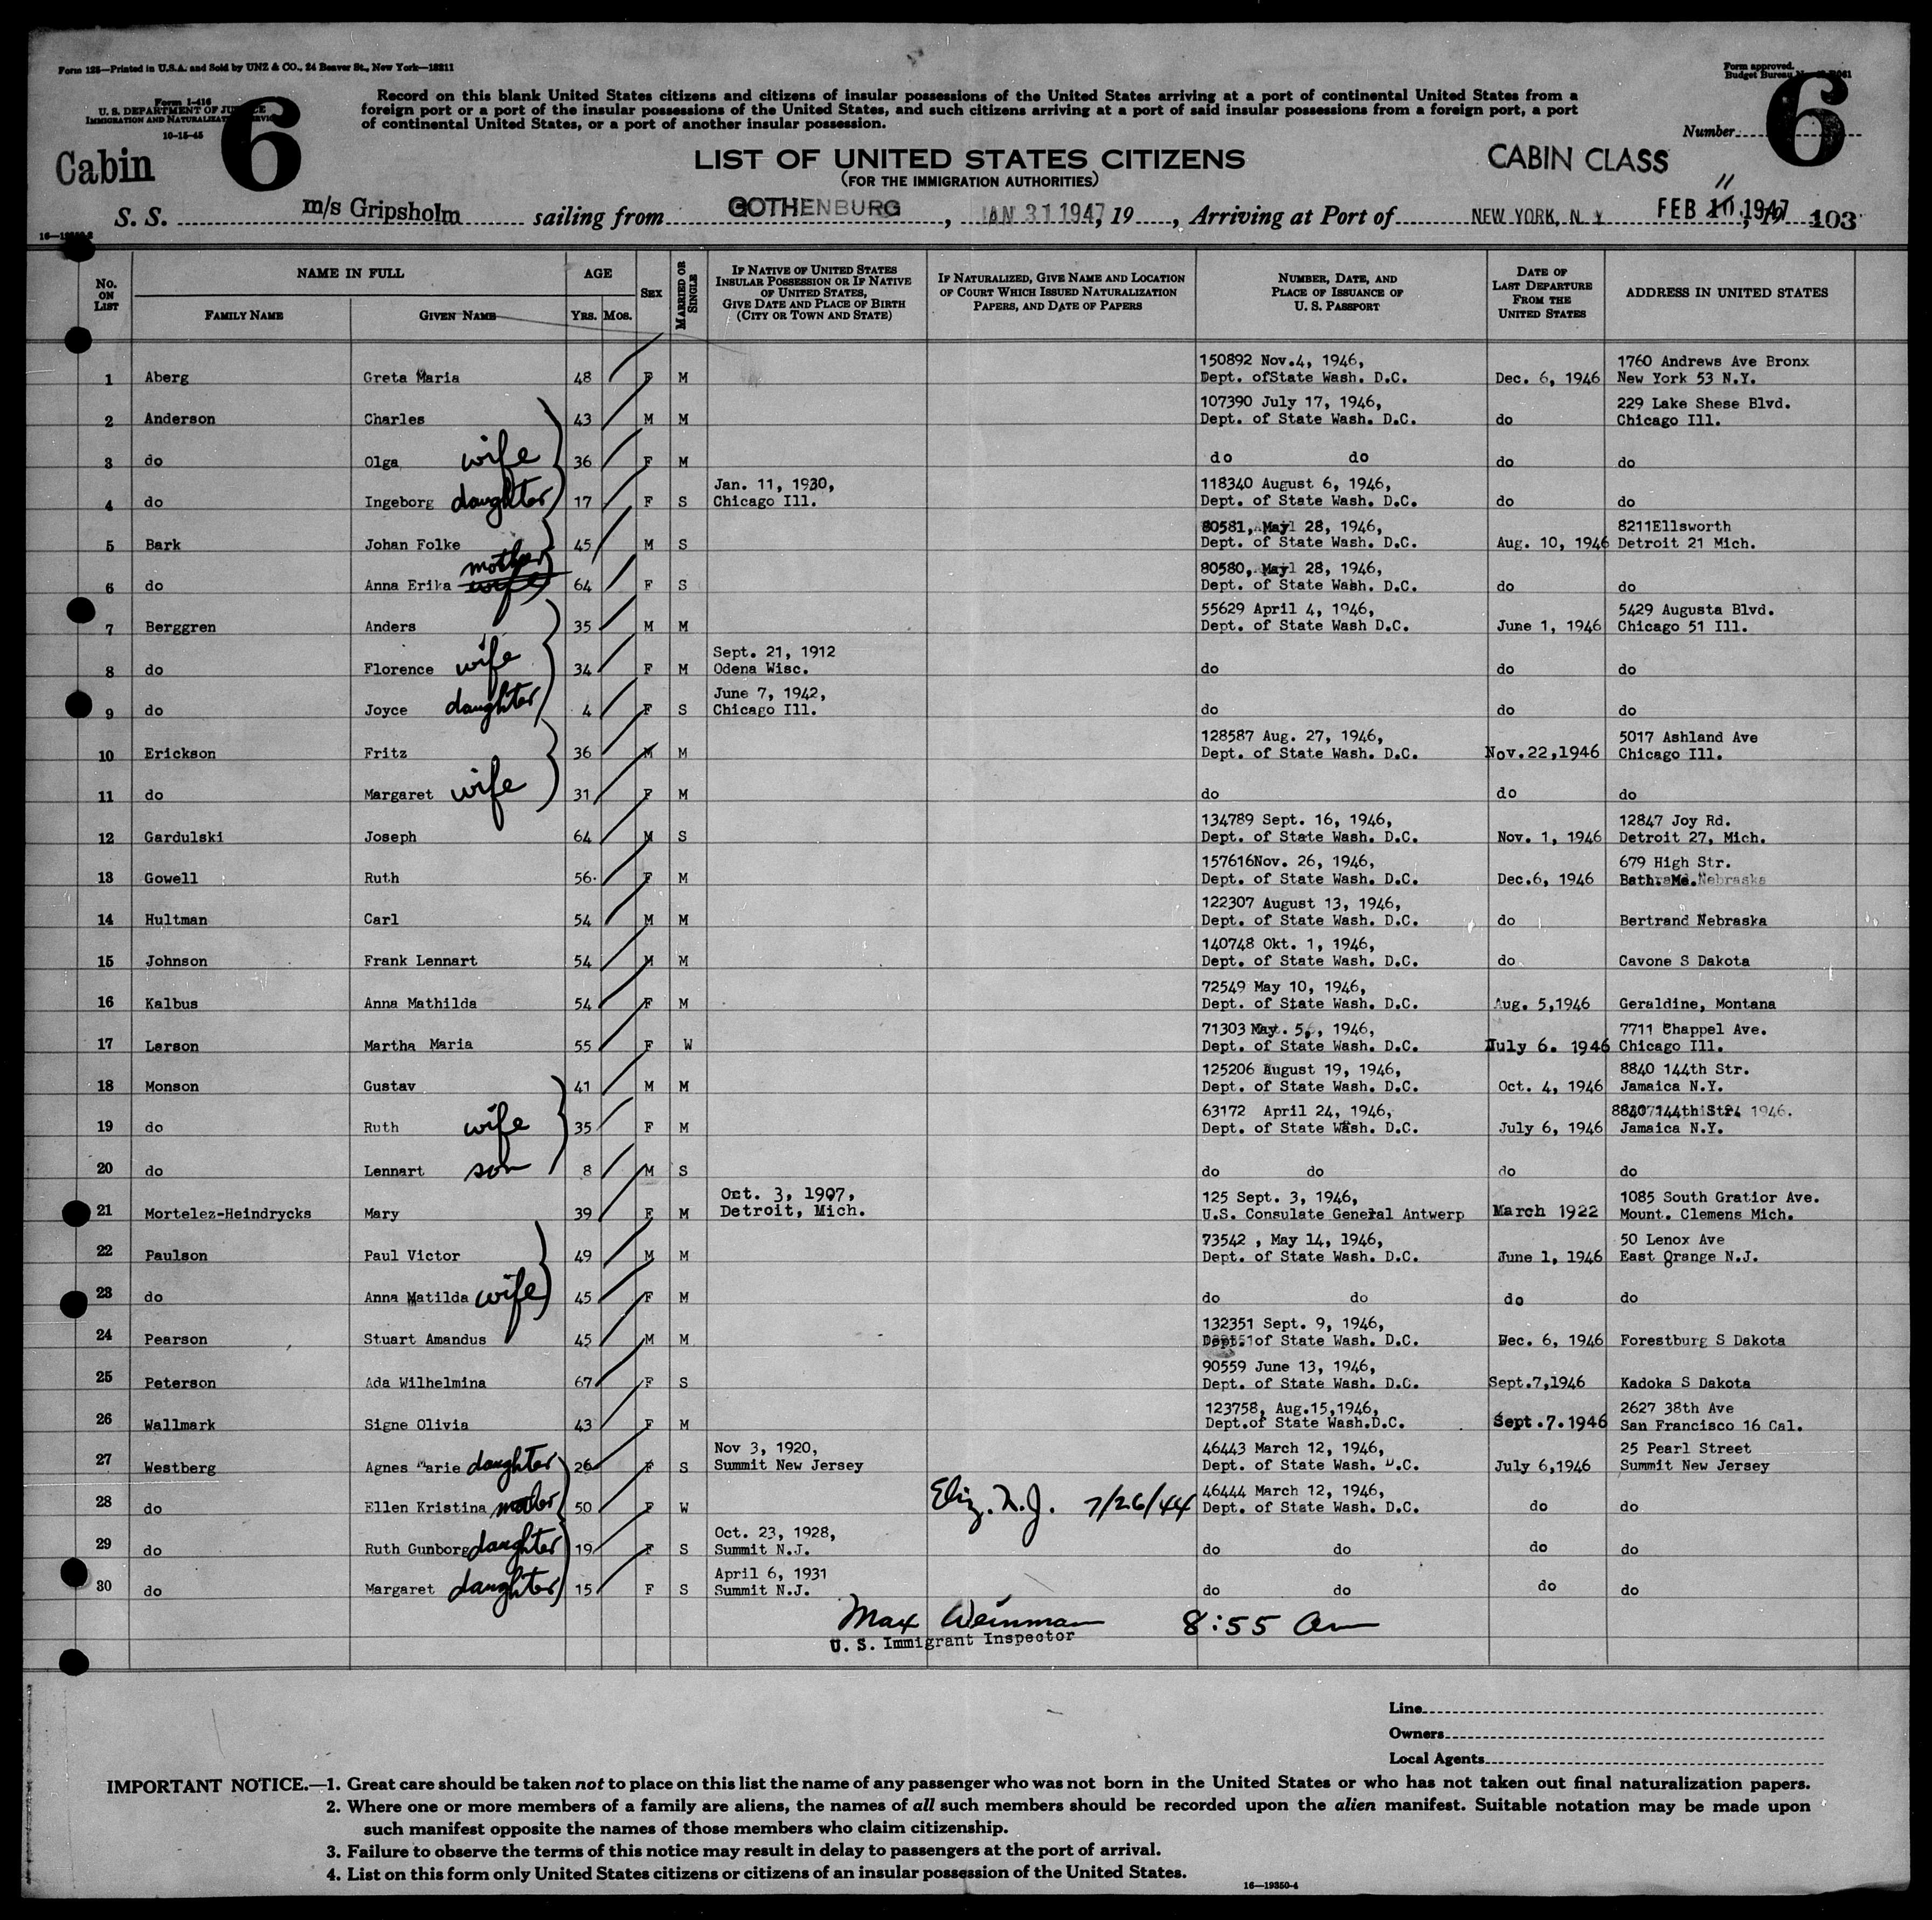 Form 125—Printed in U.S.A. and Sold by UNZ & CO., 24 Beaver St., New York—18211
Form approved.
Budget Bureau
Form I-416
U. S. DEPARTMENT OF JUSTICE
IMMIGRATION AND NATURALIZATION SERVICE
10-15-45
Cabin
6
Record on this blank United States citizens and citizens of insular possessions of the United States arriving at a port of continental United States from a
foreign port or a port of the insular possessions of the United States, and such citizens arriving at a port of said insular possessions from a foreign port, a port
of continental United States, or a port of another insular possession.
Number
6
LIST OF UNITED STATES CITIZENS
(FOR THE IMMIGRATION AUTHORITIES)
CABIN CLASS
11
S. S. m/s Gripsholm sailing from GOTHENBURG, JAN 31 1947, 19, Arriving at Port of NEW YORK, N. Y FEB 10 1947, 19 103
No. ON LIST NAME IN FULL FAMILY NAME GIVEN NAME AGE YRS. MOS. SEX MARRIED OR SINGLE IF NATIVE OF UNITED STATES INSULAR POSSESSION OR IF NATIVE OF UNITED STATES, GIVE DATE AND PLACE OF BIRTH (CITY OR TOWN AND STATE) IF NATURALIZED, GIVE NAME AND LOCATION OF COURT WHICH ISSUED NATURALIZATION PAPERS, AND DATE OF PAPERS NUMBER, DATE, AND PLACE OF ISSUANCE OF U. S. PASSPORT DATE OF LAST DEPARTURE FROM THE UNITED STATES ADDRESS IN UNITED STATES
150892 Nov.4, 1946, 1760 Andrews Ave Bronx
1 Aberg Greta Maria 48 F M Dept. ofState Wash. D.C. Dec. 6, 1946 New York 53 N.Y.
107390 July 17, 1946, 229 Lake Shese Blvd.
2 Anderson Charles 43 M M Dept. of State Wash. D.C. do Chicago Ill.
3 do Olga wife 36 F M do do do do
Jan. 11, 1930, 118340 August 6, 1946,
4 do Ingeborg daughter 17 F S Chicago Ill. Dept. of State Wash. D.C. do do
80581, May 28, 1946, 8211Ellsworth
5 Bark Johan Folke 45 M S Dept. of State Wash. D.C. Aug. 10, 1946 Detroit 21 Mich.
mother 80580, May 28, 1946,
6 do Anna Erika wife 64 F S Dept. of State Wash. D.C. do do
55629 April 4, 1946, 5429 Augusta Blvd.
7 Berggren Anders 35 M M Dept. of State Wash D.C. June 1, 1946 Chicago 51 Ill.
Sept. 21, 1912
8 do Florence wife 34 F M Odena Wisc. do do do
June 7, 1942,
9 do Joyce daughter 4 F S Chicago Ill. do do do
128587 Aug. 27, 1946, 5017 Ashland Ave
10 Erickson Fritz 36 M M Dept. of State Wash. D.C. Nov.22,1946 Chicago Ill.
11 do Margaret wife 31 F M do do do
134789 Sept. 16, 1946, 12847 Joy Rd.
12 Gardulski Joseph 64 M S Dept. of State Wash. D.C. Nov. 1, 1946 Detroit 27, Mich.
157616Nov. 26, 1946, 679 High Str.
13 Gowell Ruth 56. F M Dept. of State Wash. D.C. Dec.6, 1946 Bath. Me. Nebraska
122307 August 13, 1946,
14 Hultman Carl 54 M M Dept. of State Wash. D.C. do Bertrand Nebraska
140748 Okt. 1, 1946,
15 Johnson Frank Lennart 54 M M Dept. of State Wash. D.C. do Cavone S Dakota
72549 May 10, 1946,
16 Kalbus Anna Mathilda 54 F M Dept. of State Wash. D.C. Aug. 5,1946 Geraldine, Montana
71303 May. 5, 1946, 7711 Chappel Ave.
17 Larson Martha Maria 55 F W Dept. of State Wash. D.C. July 6. 1946 Chicago Ill.
125206 August 19, 1946, 8840 144th Str.
18 Monson Gustav 41 M M Dept. of State Wash. D.C. Oct. 4, 1946 Jamaica N.Y.
63172 April 24, 1946, 8840 144th Str. 1946.
19 do Ruth wife 35 F M Dept. of State Wash. D.C. July 6, 1946 Jamaica N.Y.
20 do Lennart son 8 M S do do do do
Oct. 3, 1907, 125 Sept. 3, 1946, 1085 South Gratior Ave.
21 Mortelez-Heindrycks Mary 39 F M Detroit, Mich. U.S. Consulate General Antwerp March 1922 Mount. Clemens Mich.
73542 , May 14, 1946, 50 Lenox Ave
22 Paulson Paul Victor 49 M M Dept. of State Wash. D.C. June 1, 1946 East Orange N.J.
23 do Anna Matilda wife 45 F M do do do do
132351 Sept. 9, 1946,
24 Pearson Stuart Amandus 45 M M Dept. of State Wash. D.C. Dec. 6, 1946 Forestburg S Dakota
90559 June 13, 1946,
25 Peterson Ada Wilhelmina 67 F S Dept. of State Wash. D.C. Sept.7,1946 Kadoka S Dakota
123758, Aug.15,1946, 2627 38th Ave
26 Wallmark Signe Olivia 43 F M Dept.of State Wash.D.C. Sept.7.1946 San Francisco 16 Cal.
Nov 3, 1920, 46443 March 12, 1946, 25 Pearl Street
27 Westberg Agnes Marie daughter 26 F S Summit New Jersey Dept. of State Wash. D.C. July 6,1946 Summit New Jersey
46444 March 12, 1946,
28 do Ellen Kristina mother 50 F W Eliz. N.J. 7/26/44 Dept. of State Wash. D.C. do do
Oct. 23, 1928,
29 do Ruth Gunborg daughter 19 F S Summit N.J. do do do do
April 6, 1931
30 do Margaret daughter 15 F S Summit N.J. do do do do
Max Weinman 8:55 am
U. S. Immigrant Inspector
Line
Owners
Local Agents
IMPORTANT NOTICE.—1. Great care should be taken not to place on this list the name of any passenger who was not born in the United States or who has not taken out final naturalization papers.
2. Where one or more members of a family are aliens, the names of all such members should be recorded upon the alien manifest. Suitable notation may be made upon
such manifest opposite the names of those members who claim citizenship.
3. Failure to observe the terms of this notice may result in delay to passengers at the port of arrival.
4. List on this form only United States citizens or citizens of an insular possession of the United States.
16—19350-4